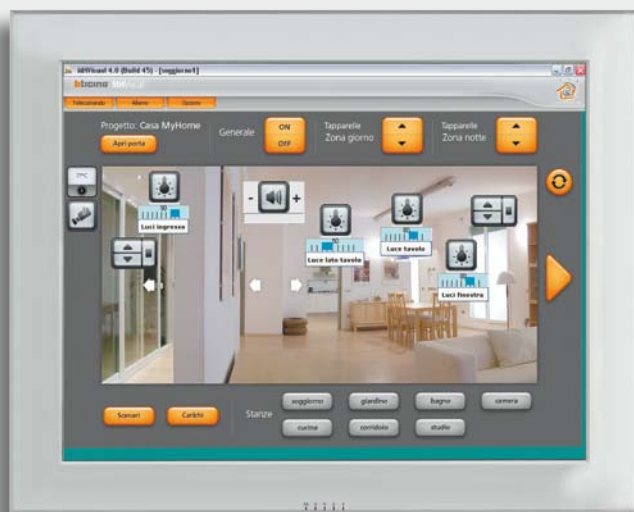 MHVisual 4.0 (Build 45) - [soggiorno1]
bticino MHVisual
Telecomando Allarmi Opzioni
Progetto: Casa MyHome
Apri porta
Generale
ON
OFF
Tapparelle
Zona giorno
Tapparelle
Zona notte
- +
50
Luci ingresso
Luce lato tavolo
Luce tavolo
Luci finestra
Scenari
Carichi
Stanze
soggiorno
giardino
bagno
camera
cucina
corridoio
studio